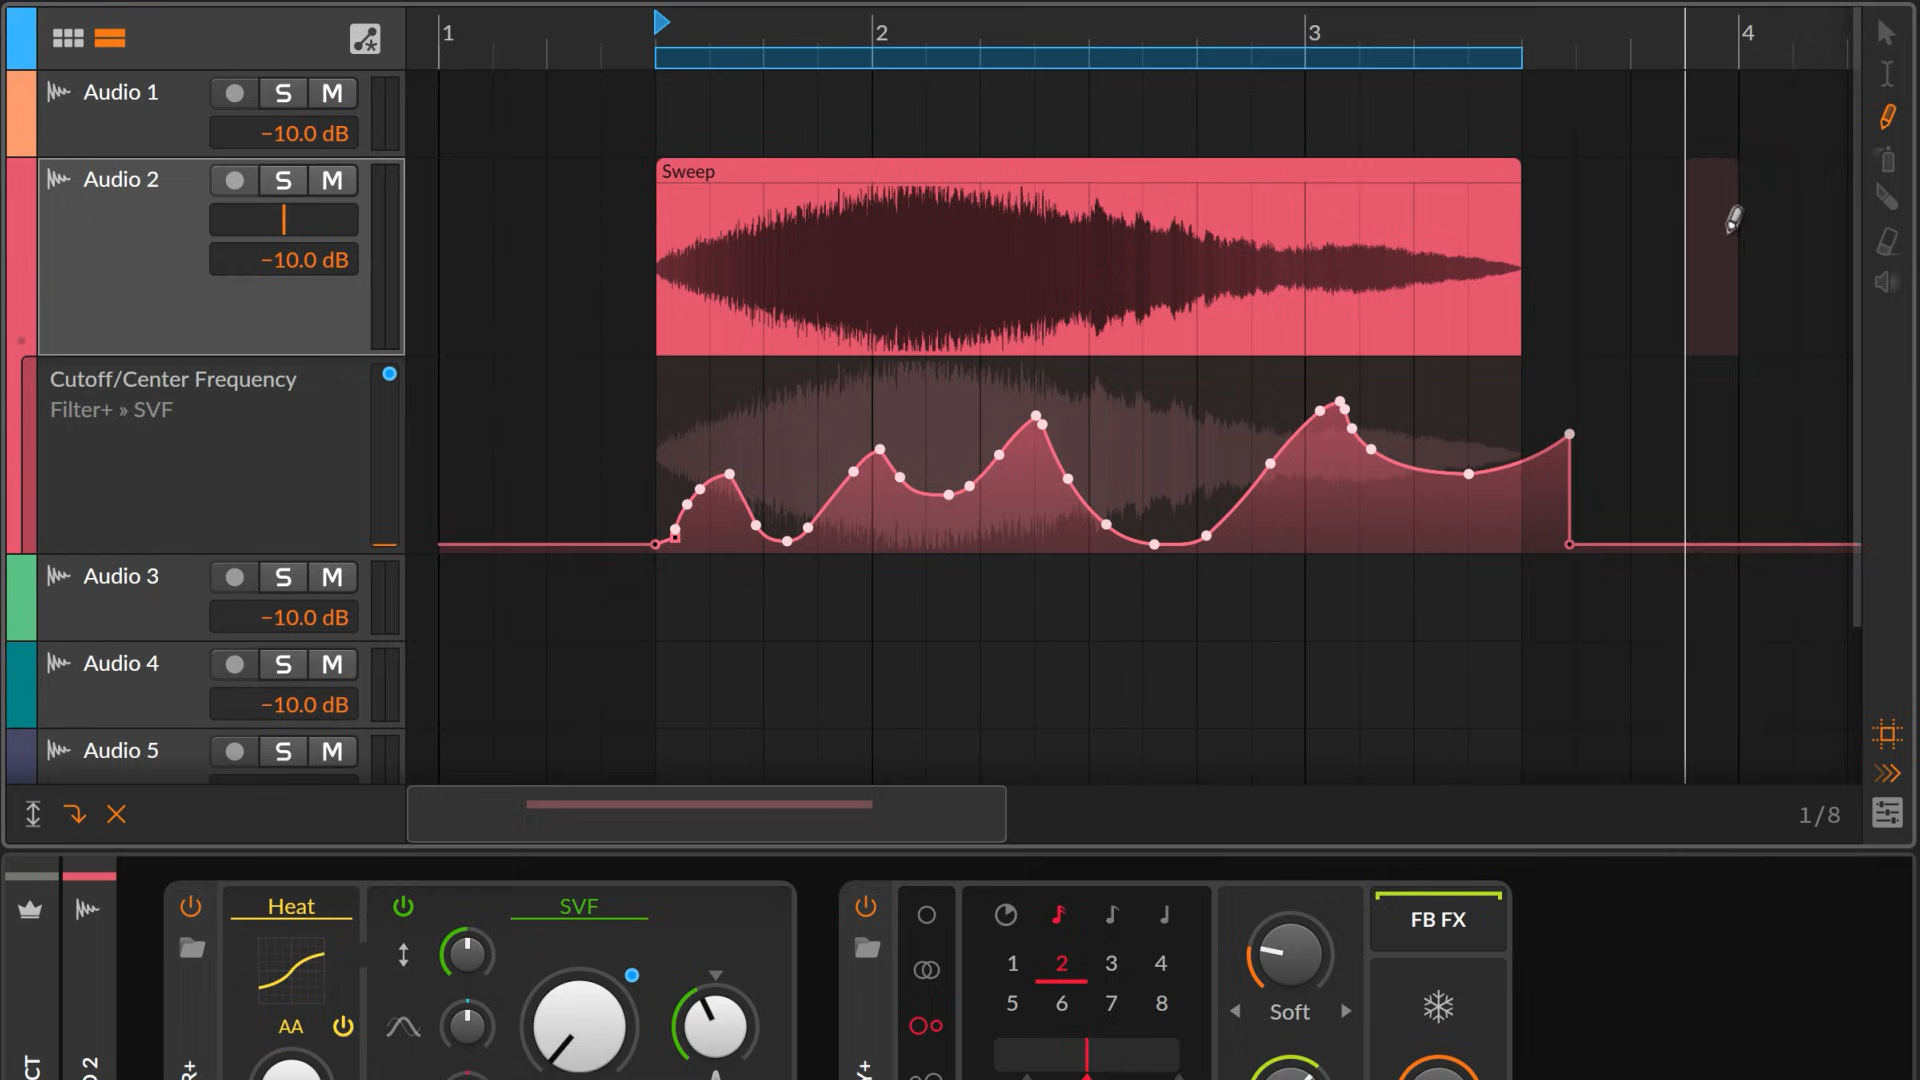 1
2
3
4
Audio 1
S M
−10.0 dB
Audio 2
S M
−10.0 dB
Sweep
Cutoff/Center Frequency
Filter+ » SVF
Audio 3
S M
−10.0 dB
Audio 4
S M
−10.0 dB
Audio 5
S M
1/8
Heat
SVF
AA
1 2 3 4
5 6 7 8
Soft
FB FX
CT
2
R+
Y+